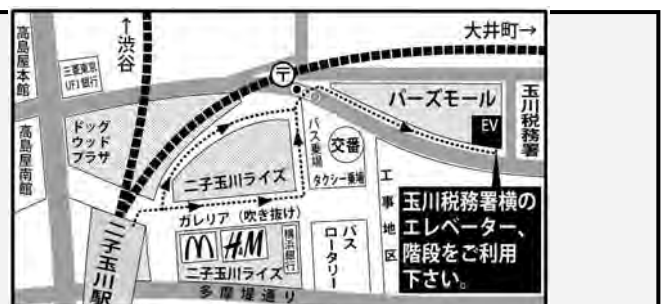 高島屋本館
三菱東京
UFJ銀行
↑渋谷
大井町→
〒
バーズモール
EV
玉川税務署
高島屋南館
ドッグ
ウッド
プラザ
バス乗場
交番
タクシー乗場
二子玉川ライズ
ガレリア（吹き抜け）
工事地区
玉川税務署横の
エレベーター、
階段をご利用
下さい。
二子玉川駅
M
H&M
横浜銀行
二子玉川ライズ
バス
ロータリー
多摩堤通り